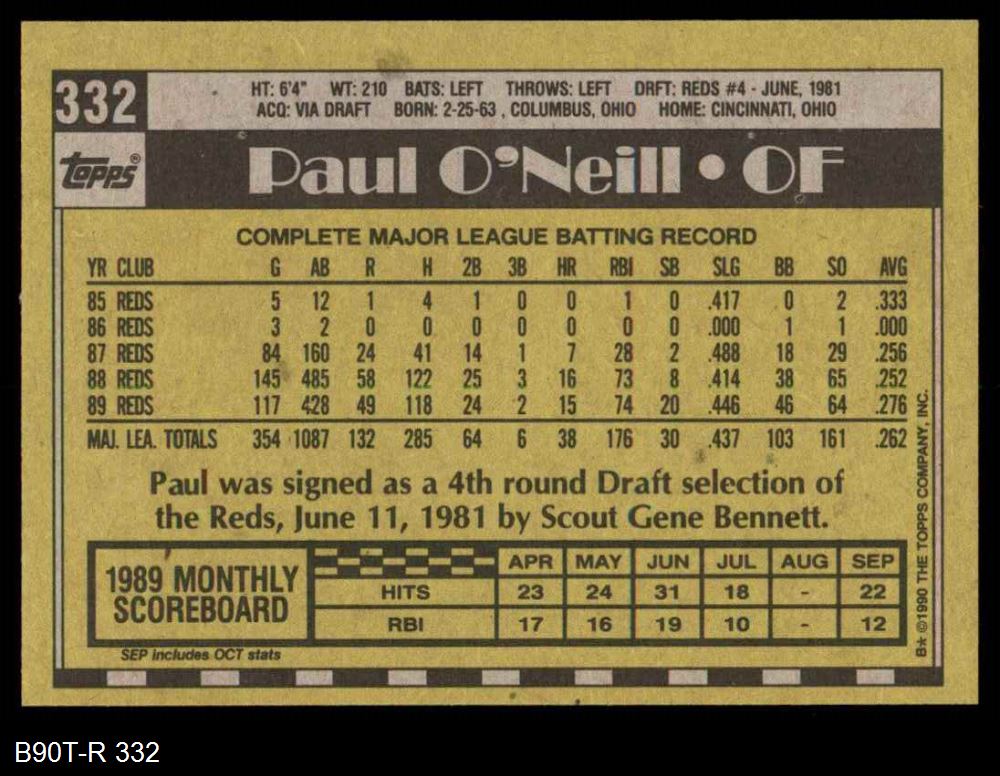 332
HT: 6'4" WT: 210 BATS: LEFT THROWS: LEFT DRFT: REDS #4 - JUNE, 1981
ACQ: VIA DRAFT BORN: 2-25-63 , COLUMBUS, OHIO HOME: CINCINNATI, OHIO
topps®
Paul O'Neill • OF
COMPLETE MAJOR LEAGUE BATTING RECORD
YR CLUB G AB R H 2B 3B HR RBI SB SLG BB SO AVG
85 REDS 5 12 1 4 1 0 0 1 0 .417 0 2 .333
86 REDS 3 2 0 0 0 0 0 0 0 .000 1 1 .000
87 REDS 84 160 24 41 14 1 7 28 2 .488 18 29 .256
88 REDS 145 485 58 122 25 3 16 73 8 .414 38 65 .252
89 REDS 117 428 49 118 24 2 15 74 20 .446 46 64 .276
MAJ. LEA. TOTALS 354 1087 132 285 64 6 38 176 30 .437 103 161 .262
Paul was signed as a 4th round Draft selection of
the Reds, June 11, 1981 by Scout Gene Bennett.
1989 MONTHLY
SCOREBOARD
APR MAY JUN JUL AUG SEP
HITS 23 24 31 18 - 22
RBI 17 16 19 10 - 12
SEP includes OCT stats
B★ ©1990 THE TOPPS COMPANY, INC.
B90T-R 332